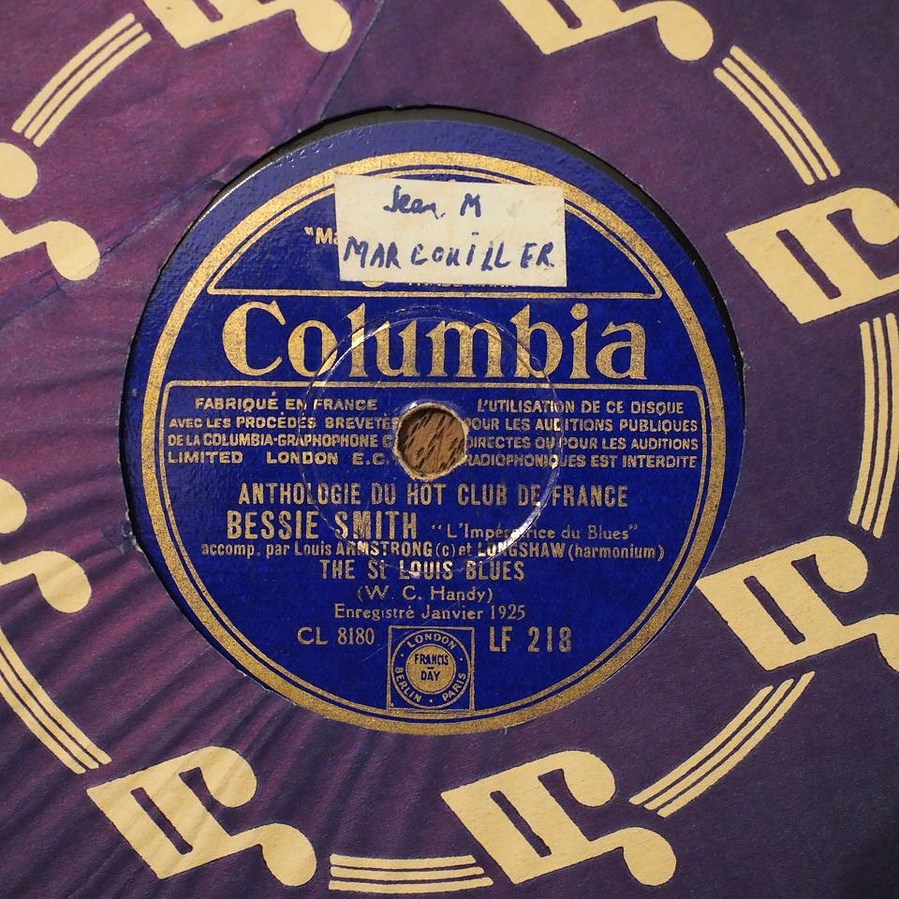 Jean. M
MARCOUILLER
"Ma
Columbia
FABRIQUÉ EN FRANCE
AVEC LES PROCÉDÉS BREVETÉS
DE LA COLUMBIA-GRAPHOPHONE C
LIMITED LONDON E.C.
L'UTILISATION DE CE DISQUE
POUR LES AUDITIONS PUBLIQUES
DIRECTES OU POUR LES AUDITIONS
RADIOPHONIQUES EST INTERDITE
ANTHOLOGIE DU HOT CLUB DE FRANCE
BESSIE SMITH "L'Impératrice du Blues"
accomp. par Louis ARMSTRONG (c) et LONGSHAW (harmonium)
THE St LOUIS BLUES
(W. C. Handy)
Enregistré Janvier 1925
CL 8180 LF 218
LONDON
FRANCIS
DAY
BERLIN · PARIS